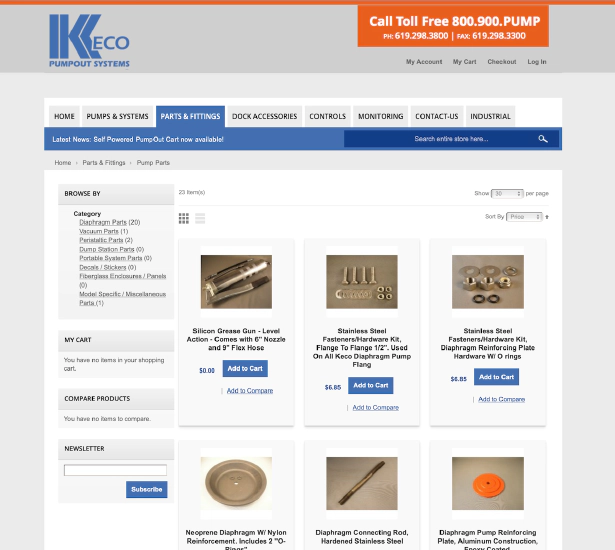 KECO
PUMPOUT SYSTEMS
Call Toll Free 800.900.PUMP
PH: 619.298.3800 | FAX: 619.298.3300
My Account My Cart Checkout Log In
HOME PUMPS & SYSTEMS PARTS & FITTINGS DOCK ACCESSORIES CONTROLS MONITORING CONTACT-US INDUSTRIAL
Latest News: Self Powered PumpOut Cart now available!
Search entire store here...
Home › Parts & Fittings › Pump Parts
BROWSE BY
Category
Diaphragm Parts (20)
Vacuum Parts (1)
Peristaltic Parts (2)
Dump Station Parts (0)
Portable System Parts (0)
Decals / Stickers (0)
Fiberglass Enclosures / Panels
(0)
Model Specific / Miscellaneous
Parts (1)
MY CART
You have no items in your shopping
cart.
COMPARE PRODUCTS
You have no items to compare.
NEWSLETTER
Subscribe
23 Item(s)
Show 30 per page
Sort By Price
Silicon Grease Gun - Level
Action - Comes with 6" Nozzle
and 9" Flex Hose
$0.00 Add to Cart
| Add to Compare
Stainless Steel
Fasteners/Hardware Kit,
Flange To Flange 1/2". Used
On All Keco Diaphragm Pump
Flang
$6.85 Add to Cart
| Add to Compare
Stainless Steel
Fasteners/Hardware Kit,
Diaphragm Reinforcing Plate
Hardware W/ O rings
$6.85 Add to Cart
| Add to Compare
Neoprene Diaphragm W/ Nylon
Reinforcement. Includes 2 "O-
Rings"
Diaphragm Connecting Rod,
Hardened Stainless Steel
Diaphragm Pump Reinforcing
Plate, Aluminum Construction,
Epoxy Coated